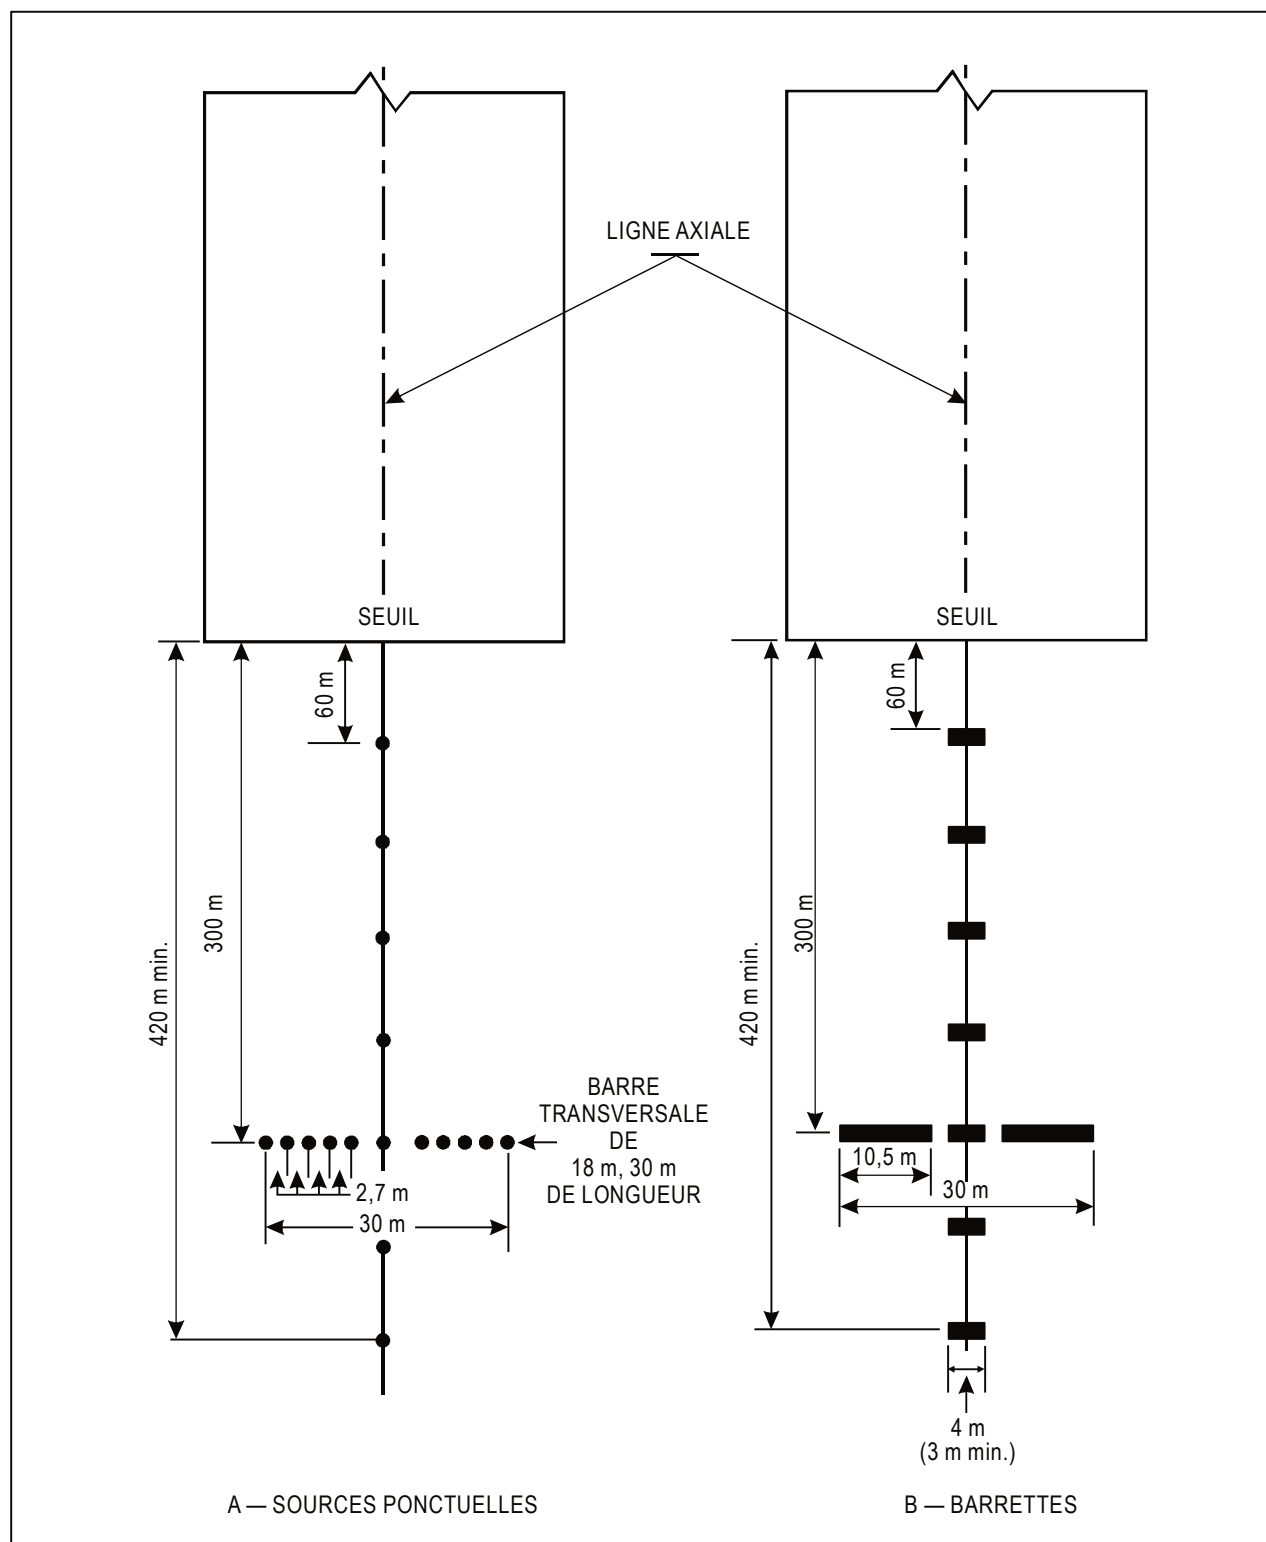 LIGNE AXIALE
SEUIL
SEUIL
60 m
60 m
300 m
300 m
420 m min.
420 m min.
BARRE
TRANSVERSALE
DE
18 m, 30 m
DE LONGUEUR
2,7 m
30 m
10,5 m
30 m
4 m
(3 m min.)
A — SOURCES PONCTUELLES
B — BARRETTES